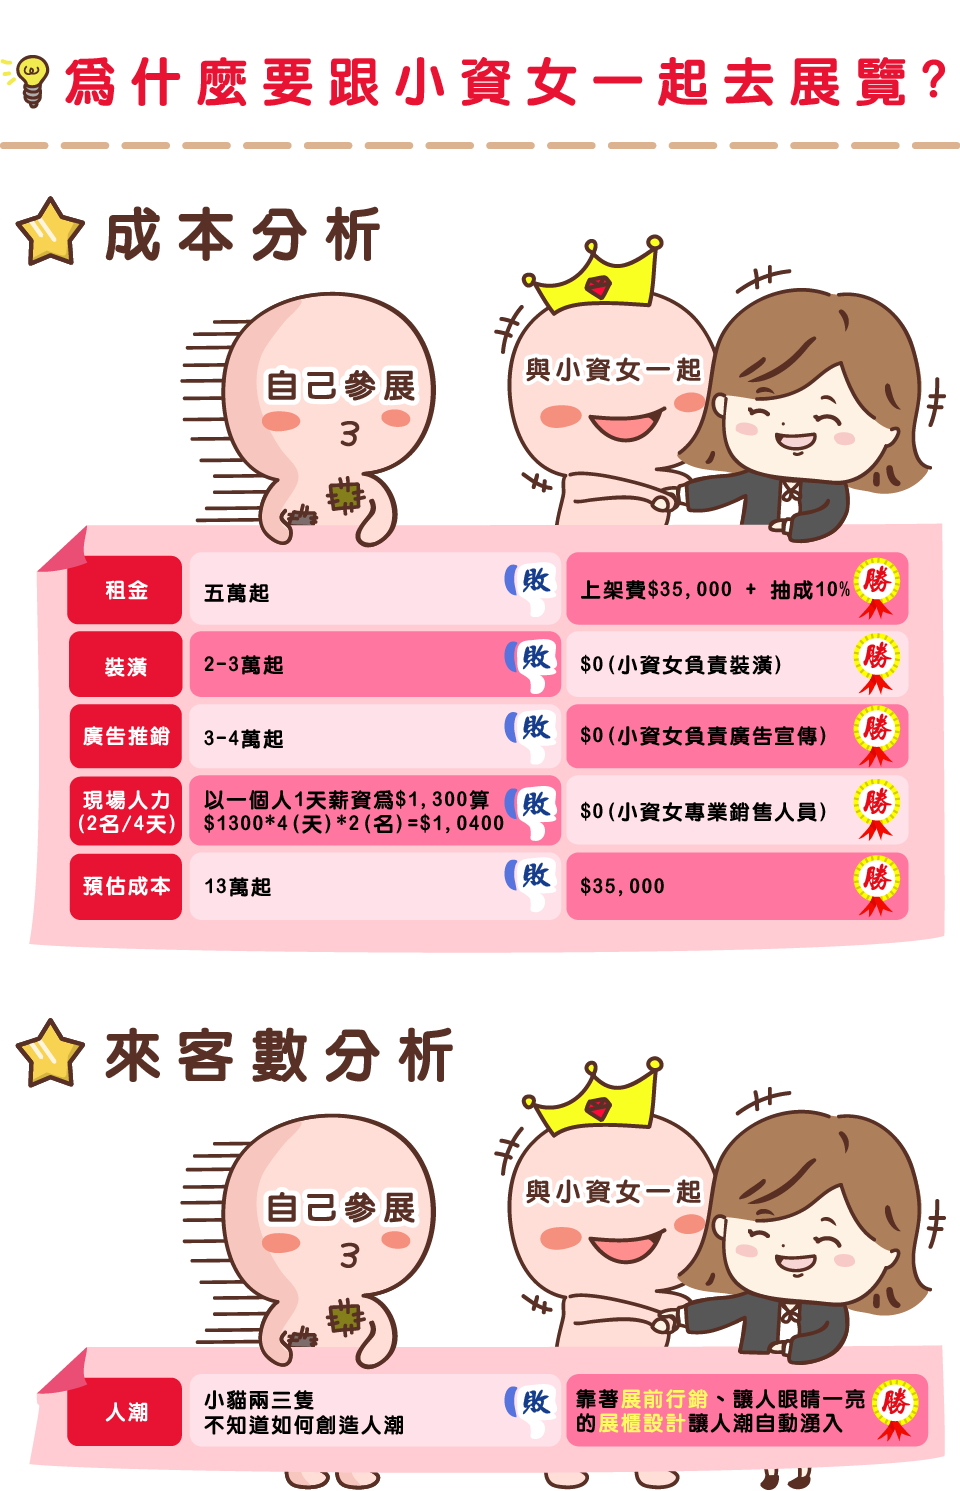 為什麼要跟小資女一起去展覽?
成本分析
自己參展
與小資女一起
租金
五萬起
敗
上架費$35,000 + 抽成10%
勝
裝潢
2-3萬起
敗
$0(小資女負責裝潢)
勝
廣告推銷
3-4萬起
敗
$0(小資女負責廣告宣傳)
勝
現場人力
(2名/4天)
以一個人1天薪資為$1,300算
$1300*4(天)*2(名)=$1,0400
敗
$0(小資女專業銷售人員)
勝
預估成本
13萬起
敗
$35,000
勝
來客數分析
自己參展
與小資女一起
人潮
小貓兩三隻
不知道如何創造人潮
敗
靠著展前行銷、讓人眼睛一亮
的展櫃設計讓人潮自動湧入
勝